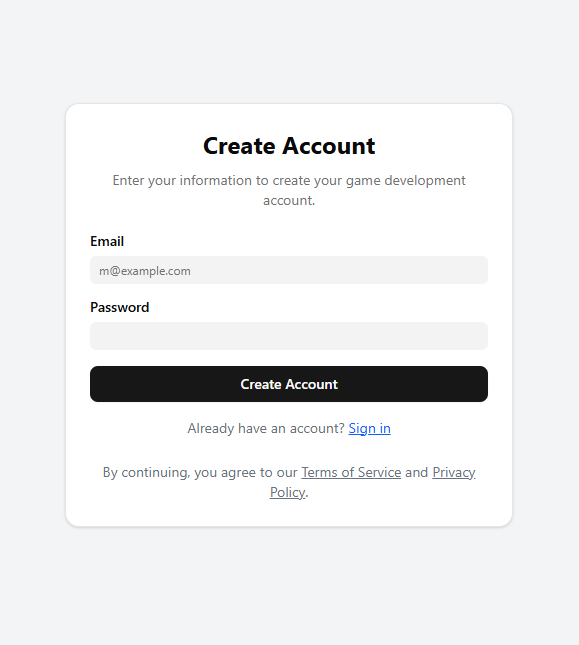 Create Account
Enter your information to create your game development
account.
Email
m@example.com
Password
Create Account
Already have an account? Sign in
By continuing, you agree to our Terms of Service and Privacy
Policy.